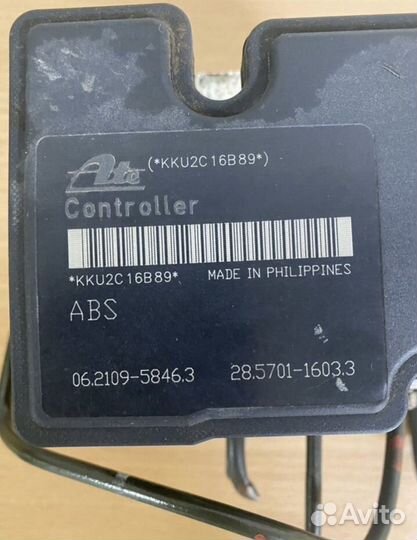 Ate
(*KKU2C16B89*)
Controller
*KKU2C16B89* MADE IN PHILIPPINES
ABS
06.2109-5846.3 28.5701-1603.3
Avito